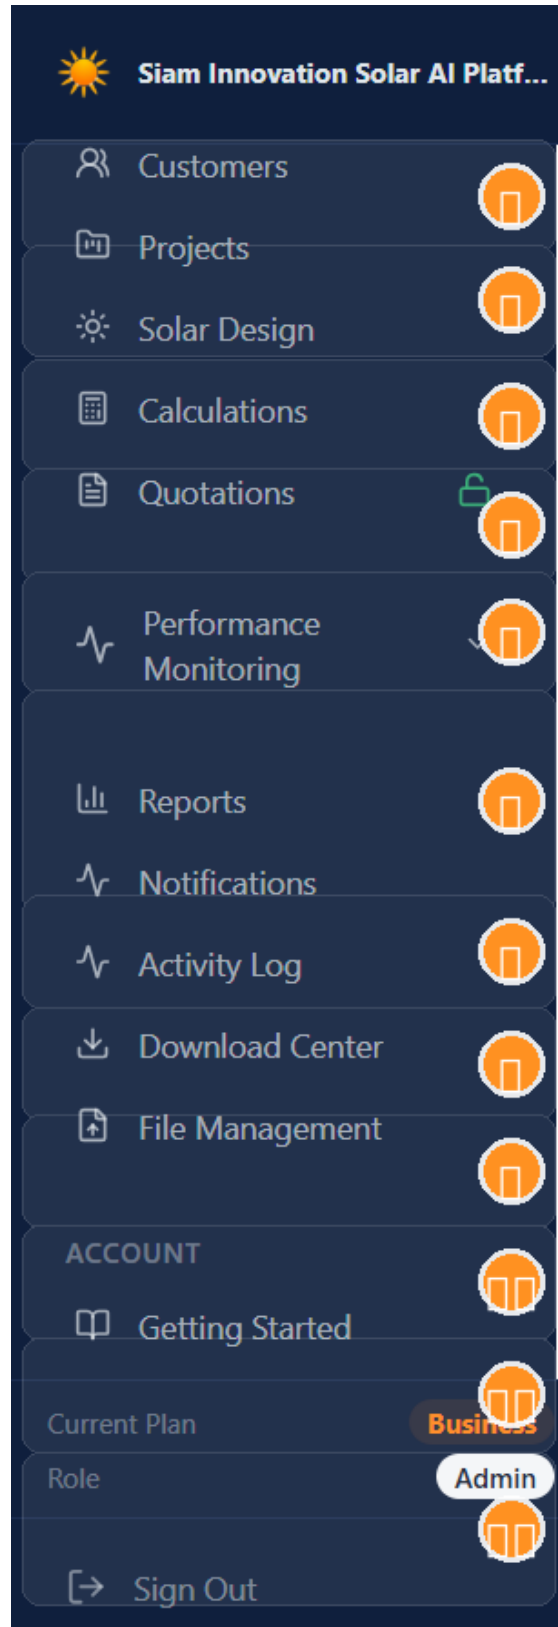 Siam Innovation Solar AI Platf...
Customers
Projects
Solar Design
Calculations
Quotations
Performance
Monitoring
Reports
Notifications
Activity Log
Download Center
File Management
ACCOUNT
Getting Started
Current Plan
Business
Role
Admin
Sign Out